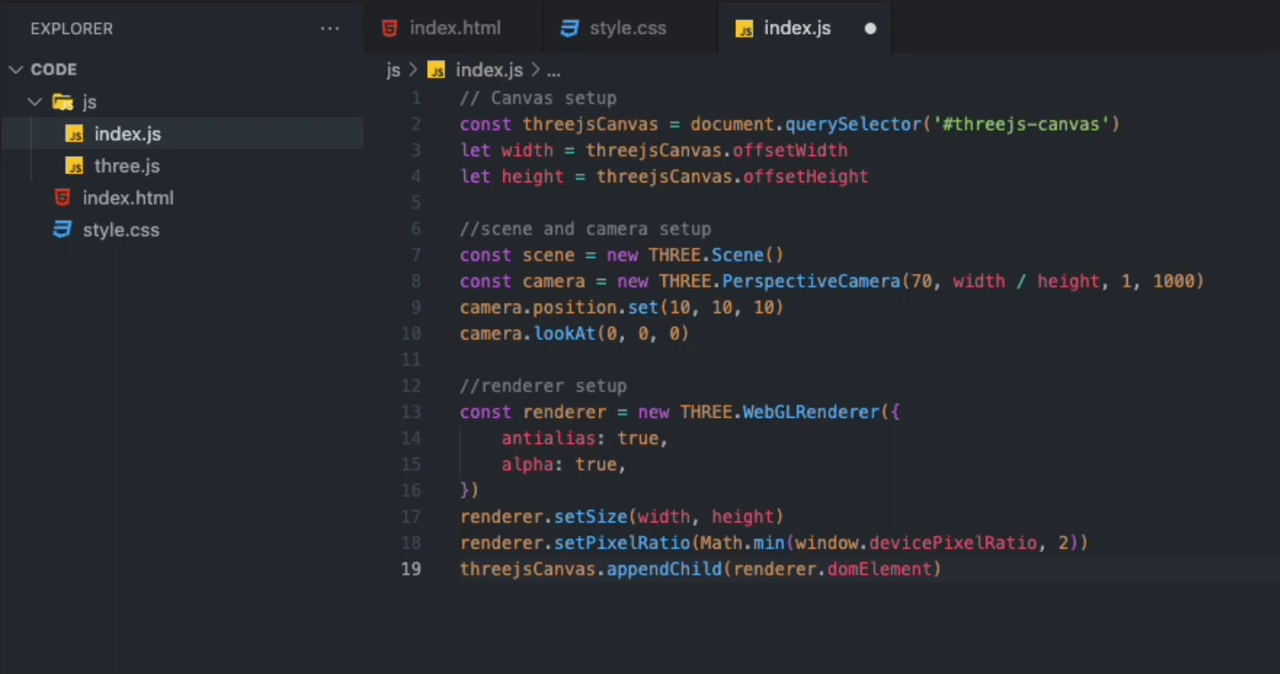 EXPLORER ...
index.html
style.css
index.js
CODE
js
index.js
three.js
index.html
style.css
js > JS index.js > ...
1 // Canvas setup
2 const threejsCanvas = document.querySelector('#threejs-canvas')
3 let width = threejsCanvas.offsetWidth
4 let height = threejsCanvas.offsetHeight
5
6 //scene and camera setup
7 const scene = new THREE.Scene()
8 const camera = new THREE.PerspectiveCamera(70, width / height, 1, 1000)
9 camera.position.set(10, 10, 10)
10 camera.lookAt(0, 0, 0)
11
12 //renderer setup
13 const renderer = new THREE.WebGLRenderer({
14     antialias: true,
15     alpha: true,
16 })
17 renderer.setSize(width, height)
18 renderer.setPixelRatio(Math.min(window.devicePixelRatio, 2))
19 threejsCanvas.appendChild(renderer.domElement)